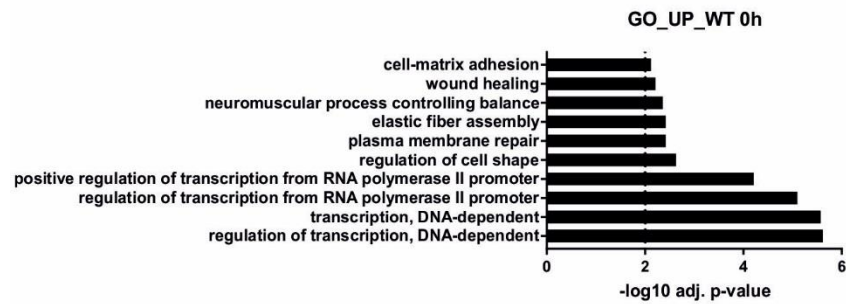 GO_UP_WT 0h
cell-matrix adhesion
wound healing
neuromuscular process controlling balance
elastic fiber assembly
plasma membrane repair
regulation of cell shape
positive regulation of transcription from RNA polymerase II promoter
regulation of transcription from RNA polymerase II promoter
transcription, DNA-dependent
regulation of transcription, DNA-dependent
0 2 4 6
-log10 adj. p-value